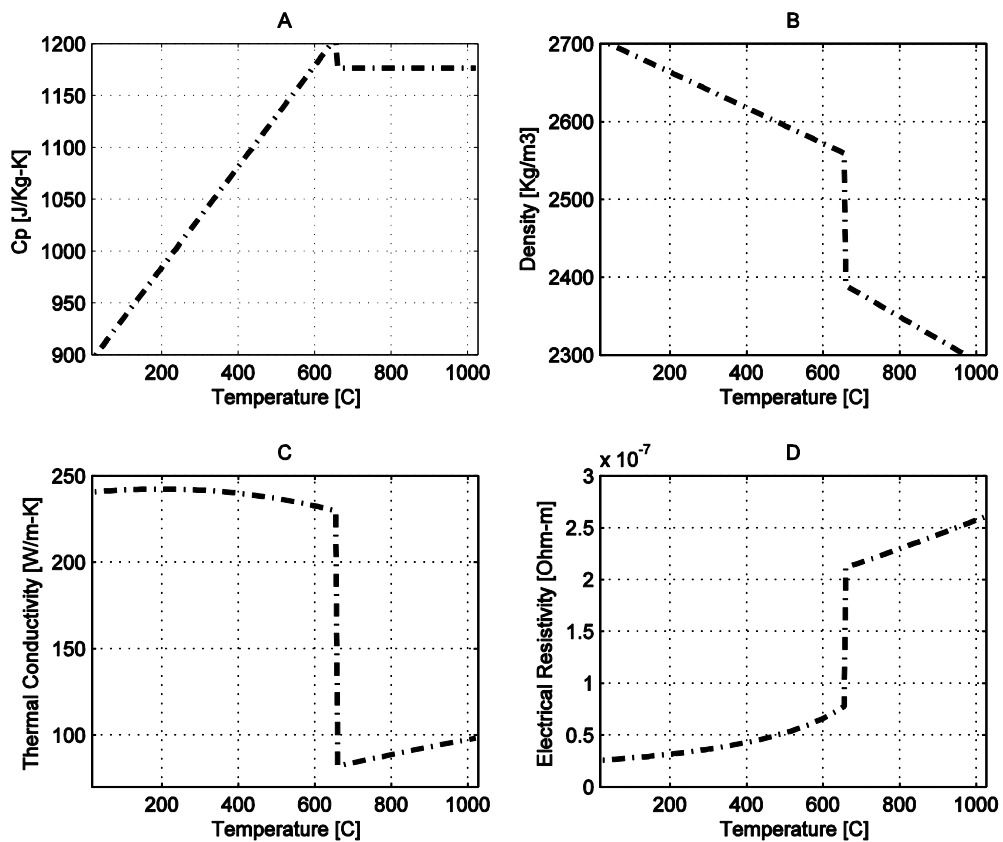 A
Cp [J/Kg-K]
1200
1150
1100
1050
1000
950
900
200 400 600 800 1000
Temperature [C]
B
Density [Kg/m3]
2700
2600
2500
2400
2300
200 400 600 800 1000
Temperature [C]
C
Thermal Conductivity [W/m-K]
250
200
150
100
200 400 600 800 1000
Temperature [C]
D
x 10-7
Electrical Resistivity [Ohm-m]
3
2.5
2
1.5
1
0.5
0
200 400 600 800 1000
Temperature [C]